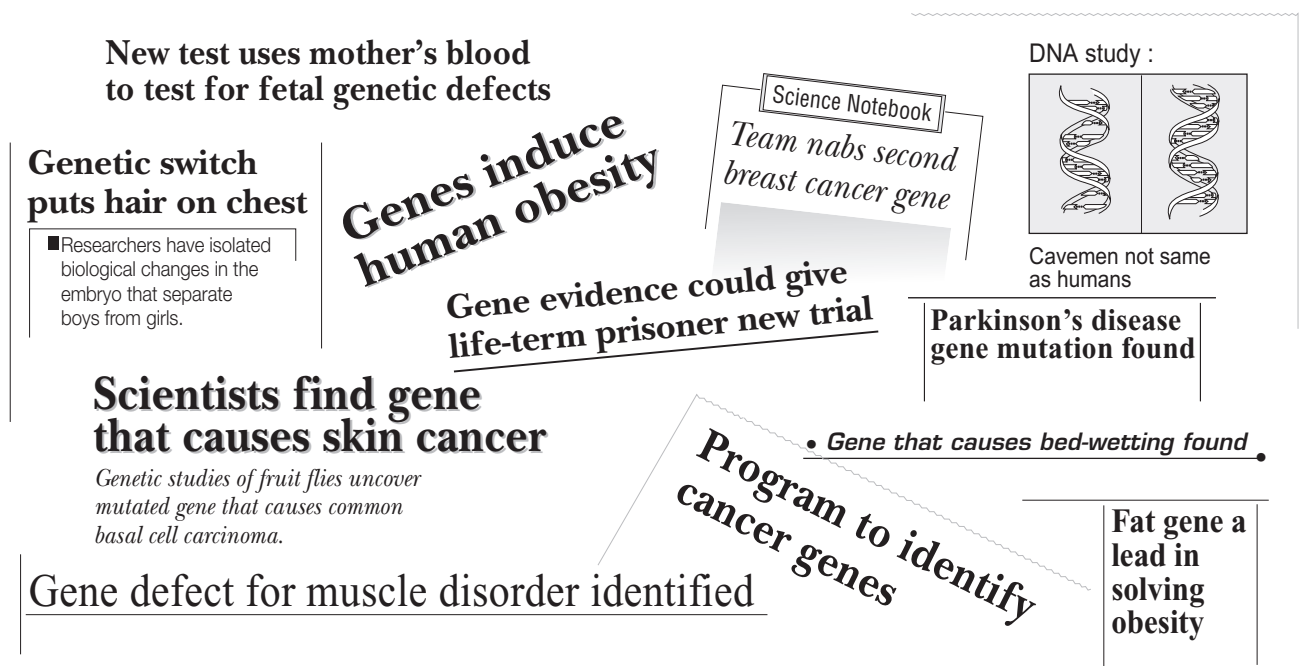 New test uses mother’s blood
to test for fetal genetic defects
Genetic switch
puts hair on chest
■ Researchers have isolated
biological changes in the
embryo that separate
boys from girls.
Genes induce
human obesity
Science Notebook
Team nabs second
breast cancer gene
DNA study :
Cavemen not same
as humans
Gene evidence could give
life-term prisoner new trial
Parkinson’s disease
gene mutation found
Scientists find gene
that causes skin cancer
Genetic studies of fruit flies uncover
mutated gene that causes common
basal cell carcinoma.
• Gene that causes bed-wetting found
Program to identify
cancer genes
Fat gene a
lead in
solving
obesity
Gene defect for muscle disorder identified